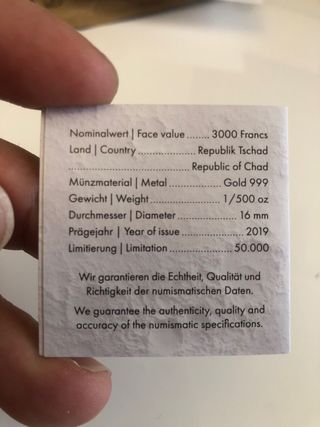 Nominalwert | Face value ........ 3000 Francs
Land | Country .................... Republik Tschad
......................................... Republic of Chad
Münzmaterial | Metal .................. Gold 999
Gewicht | Weight ........................ 1/500 oz
Durchmesser | Diameter .................... 16 mm
Prägejahr | Year of issue ...................... 2019
Limitierung | Limitation ..................... 50.000
Wir garantieren die Echtheit, Qualität und
Richtigkeit der numismatischen Daten.
We guarantee the authenticity, quality and
accuracy of the numismatic specifications.